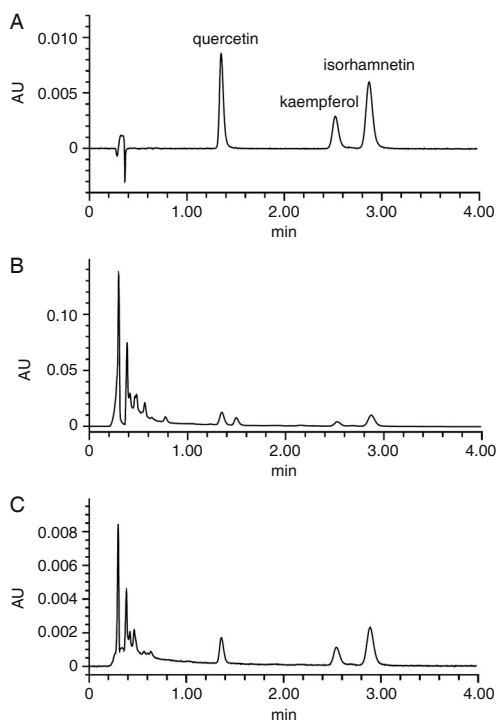 A
0.010
quercetin
isorhamnetin
AU
0.005
kaempferol
0
0 1.00 2.00 3.00 4.00
min
B
0.10
AU
0.05
0
0 1.00 2.00 3.00 4.00
min
C
0.008
0.006
AU
0.004
0.002
0
0 1.00 2.00 3.00 4.00
min